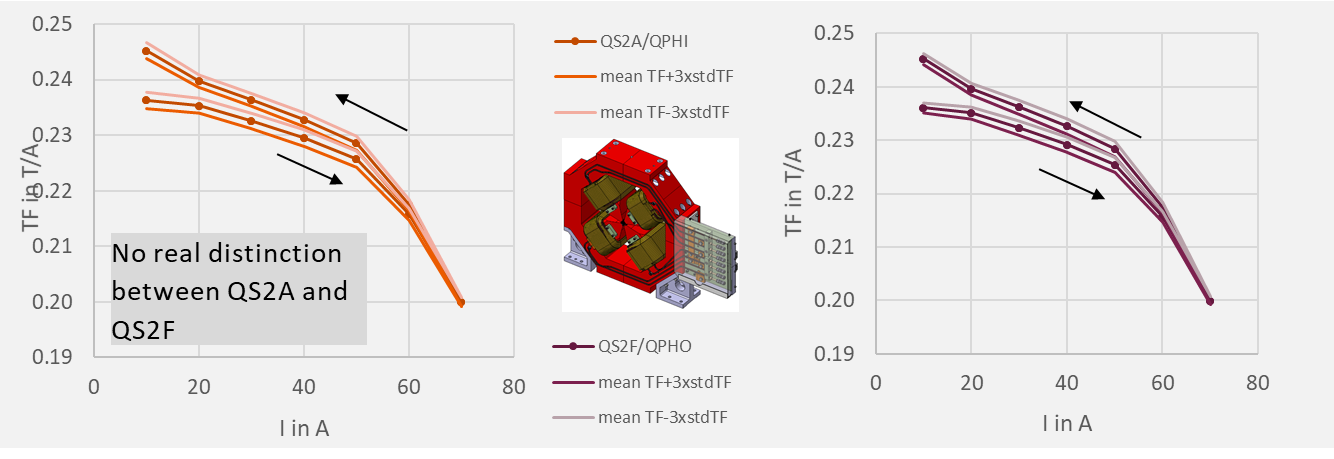 0.25
0.24
0.23
0.22
0.21
0.20
0.19
TF in T/A
0 20 40 60 80
I in A
No real distinction
between QS2A and
QS2F
QS2A/QPHI
mean TF+3xstdTF
mean TF-3xstdTF
QS2F/QPHO
mean TF+3xstdTF
mean TF-3xstdTF
0.25
0.24
0.23
0.22
0.21
0.20
0.19
TF in T/A
0 20 40 60 80
I in A